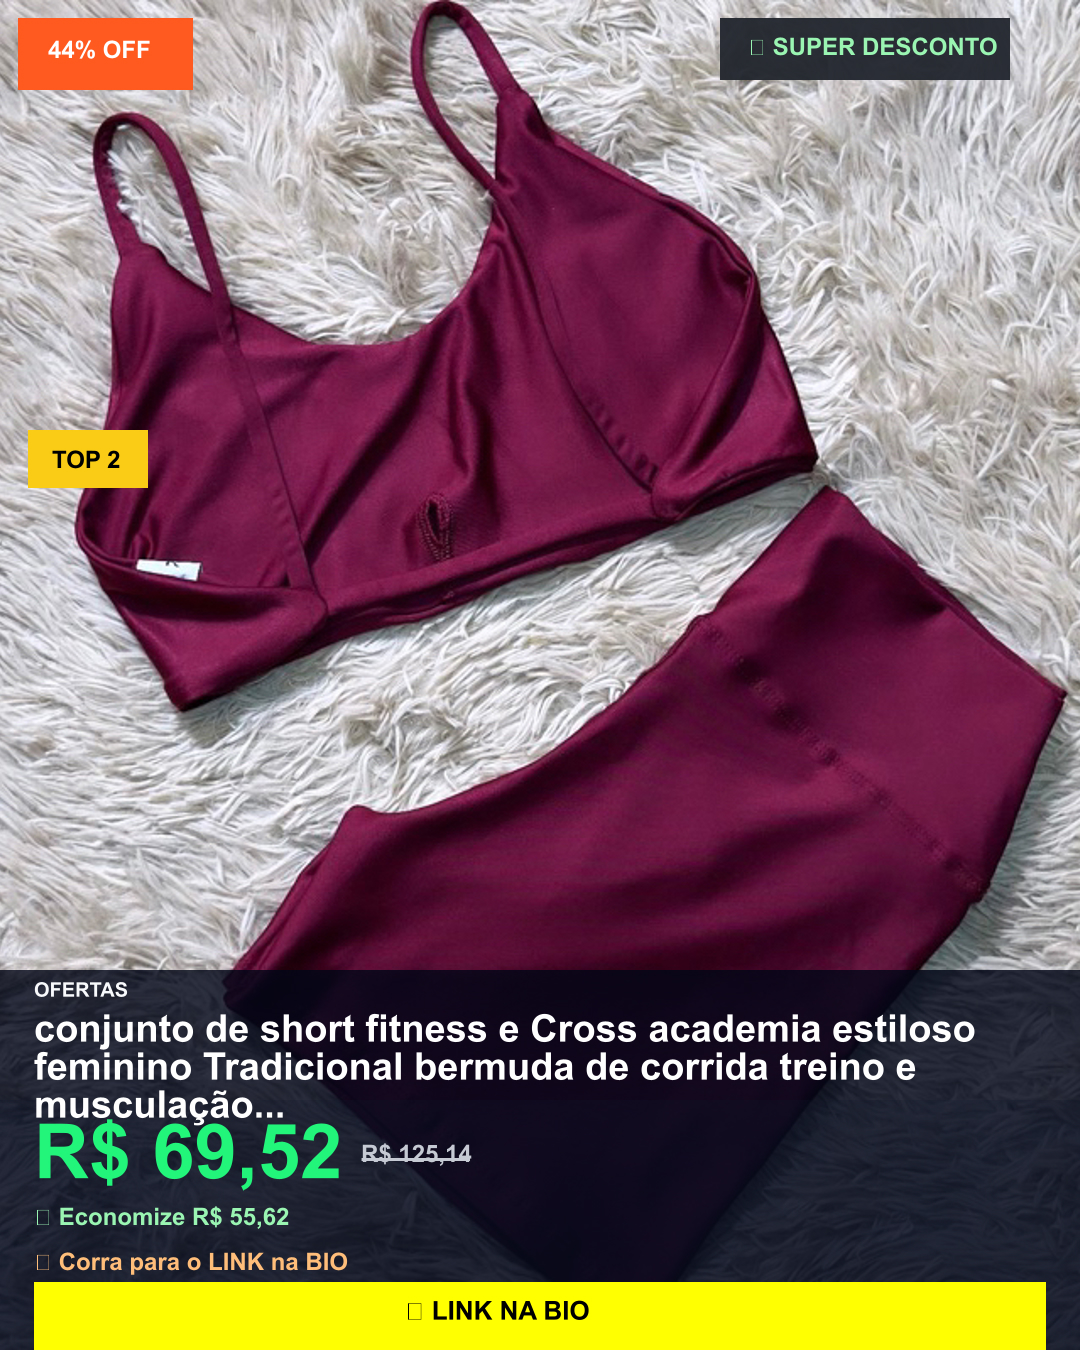 44% OFF
SUPER DESCONTO
TOP 2
OFERTAS
conjunto de short fitness e Cross academia estiloso
feminino Tradicional bermuda de corrida treino e
musculação...
R$ 69,52 R$ 125,14
Economize R$ 55,62
Corra para o LINK na BIO
LINK NA BIO